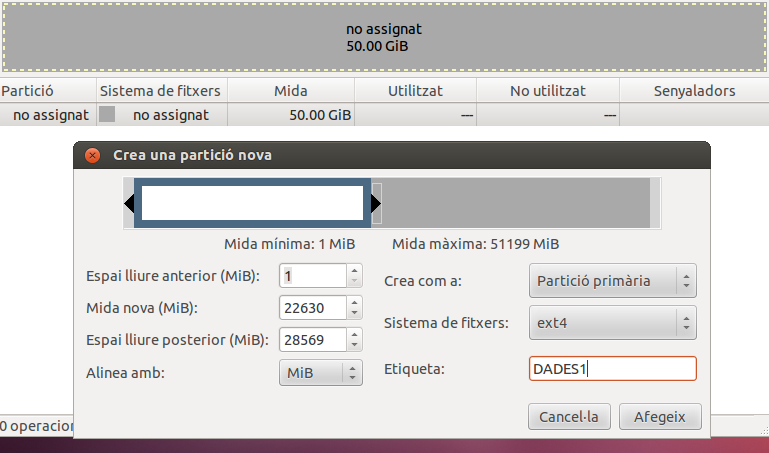 no assignat
50.00 GiB
Partició Sistema de fitxers Mida Utilitzat No utilitzat Senyaladors
no assignat no assignat 50.00 GiB --- ---
Crea una partició nova
Mida mínima: 1 MiB Mida màxima: 51199 MiB
Espai lliure anterior (MiB): 1 Crea com a: Partició primària
Mida nova (MiB): 22630
Sistema de fitxers: ext4
Espai lliure posterior (MiB): 28569
Alinea amb: MiB Etiqueta: DADES1
Cancel·la Afegeix
0 operacion